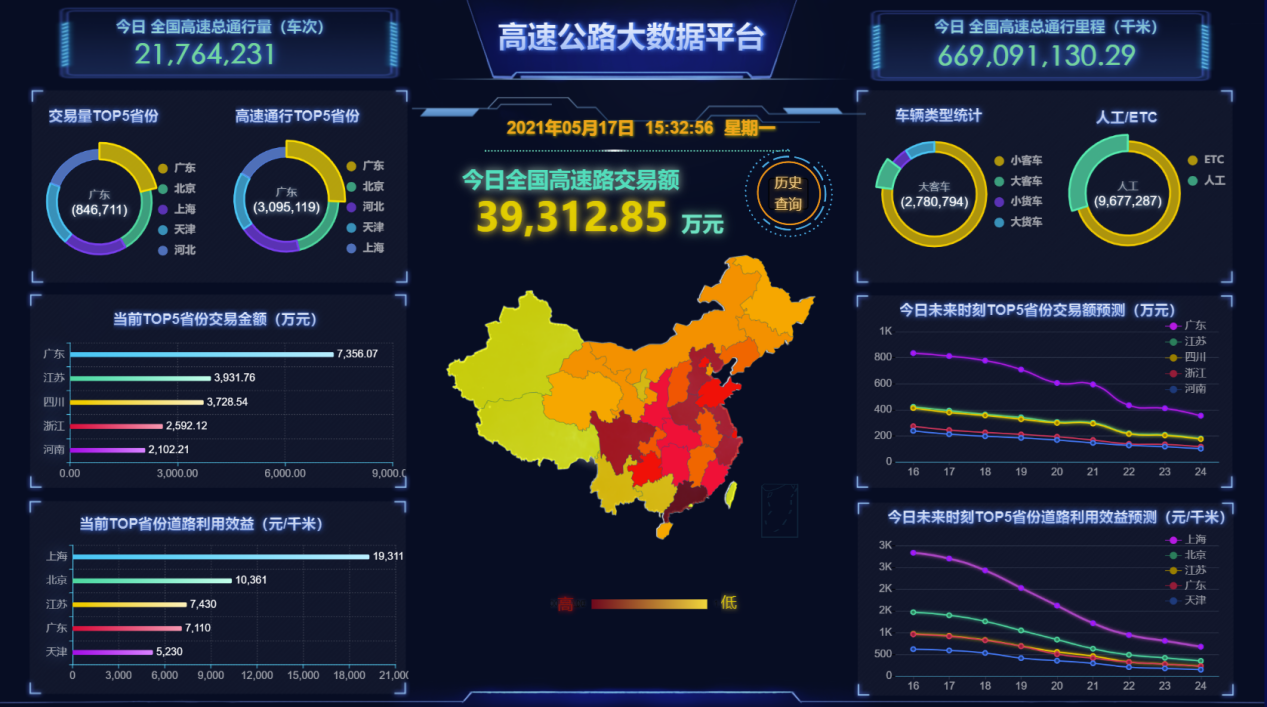 今日 全国高速总通行量（车次）
21,764,231
高速公路大数据平台
今日 全国高速总通行里程（千米）
669,091,130.29
交易量TOP5省份
广东
(846,711)
广东
北京
上海
天津
河北
高速通行TOP5省份
广东
(3,095,119)
广东
北京
河北
天津
上海
2021年05月17日 15:32:56 星期一
今日全国高速路交易额
39,312.85 万元
历史
查询
车辆类型统计
大客车
(2,780,794)
小客车
大客车
小货车
大货车
人工/ETC
人工
(9,677,287)
ETC
人工
当前TOP5省份交易金额（万元）
广东 7,356.07
江苏 3,931.76
四川 3,728.54
浙江 2,592.12
河南 2,102.21
0.00 3,000.00 6,000.00 9,000.0
当前TOP省份道路利用效益（元/千米）
上海 19,311
北京 10,361
江苏 7,430
广东 7,110
天津 5,230
0 3,000 6,000 9,000 12,000 15,000 18,000 21,000
高 低
今日未来时刻TOP5省份交易额预测（万元）
广东
江苏
四川
浙江
河南
1K
800
600
400
200
0
16 17 18 19 20 21 22 23 24
今日未来时刻TOP5省份道路利用效益预测（元/千米）
上海
北京
江苏
广东
天津
3K
3K
2K
2K
1K
500
0
16 17 18 19 20 21 22 23 24